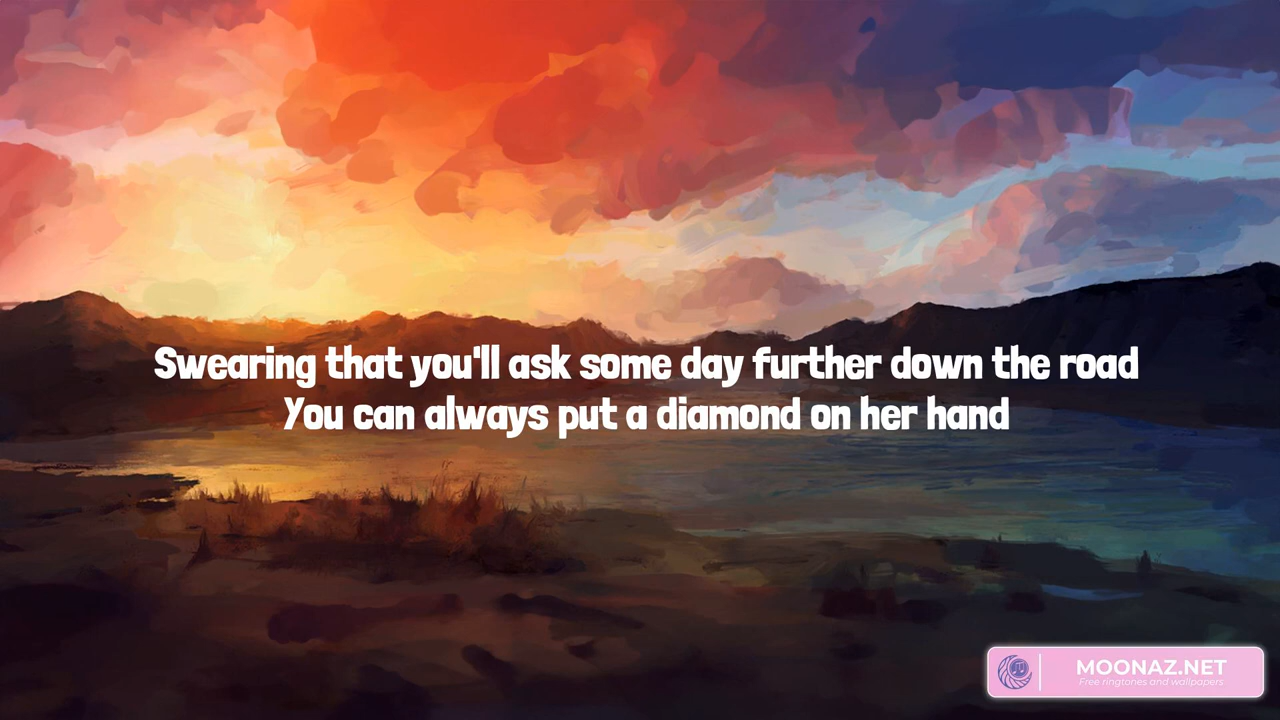 Swearing that you'll ask some day further down the road
You can always put a diamond on her hand
MOONAZ.NET
Free ringtones and wallpapers